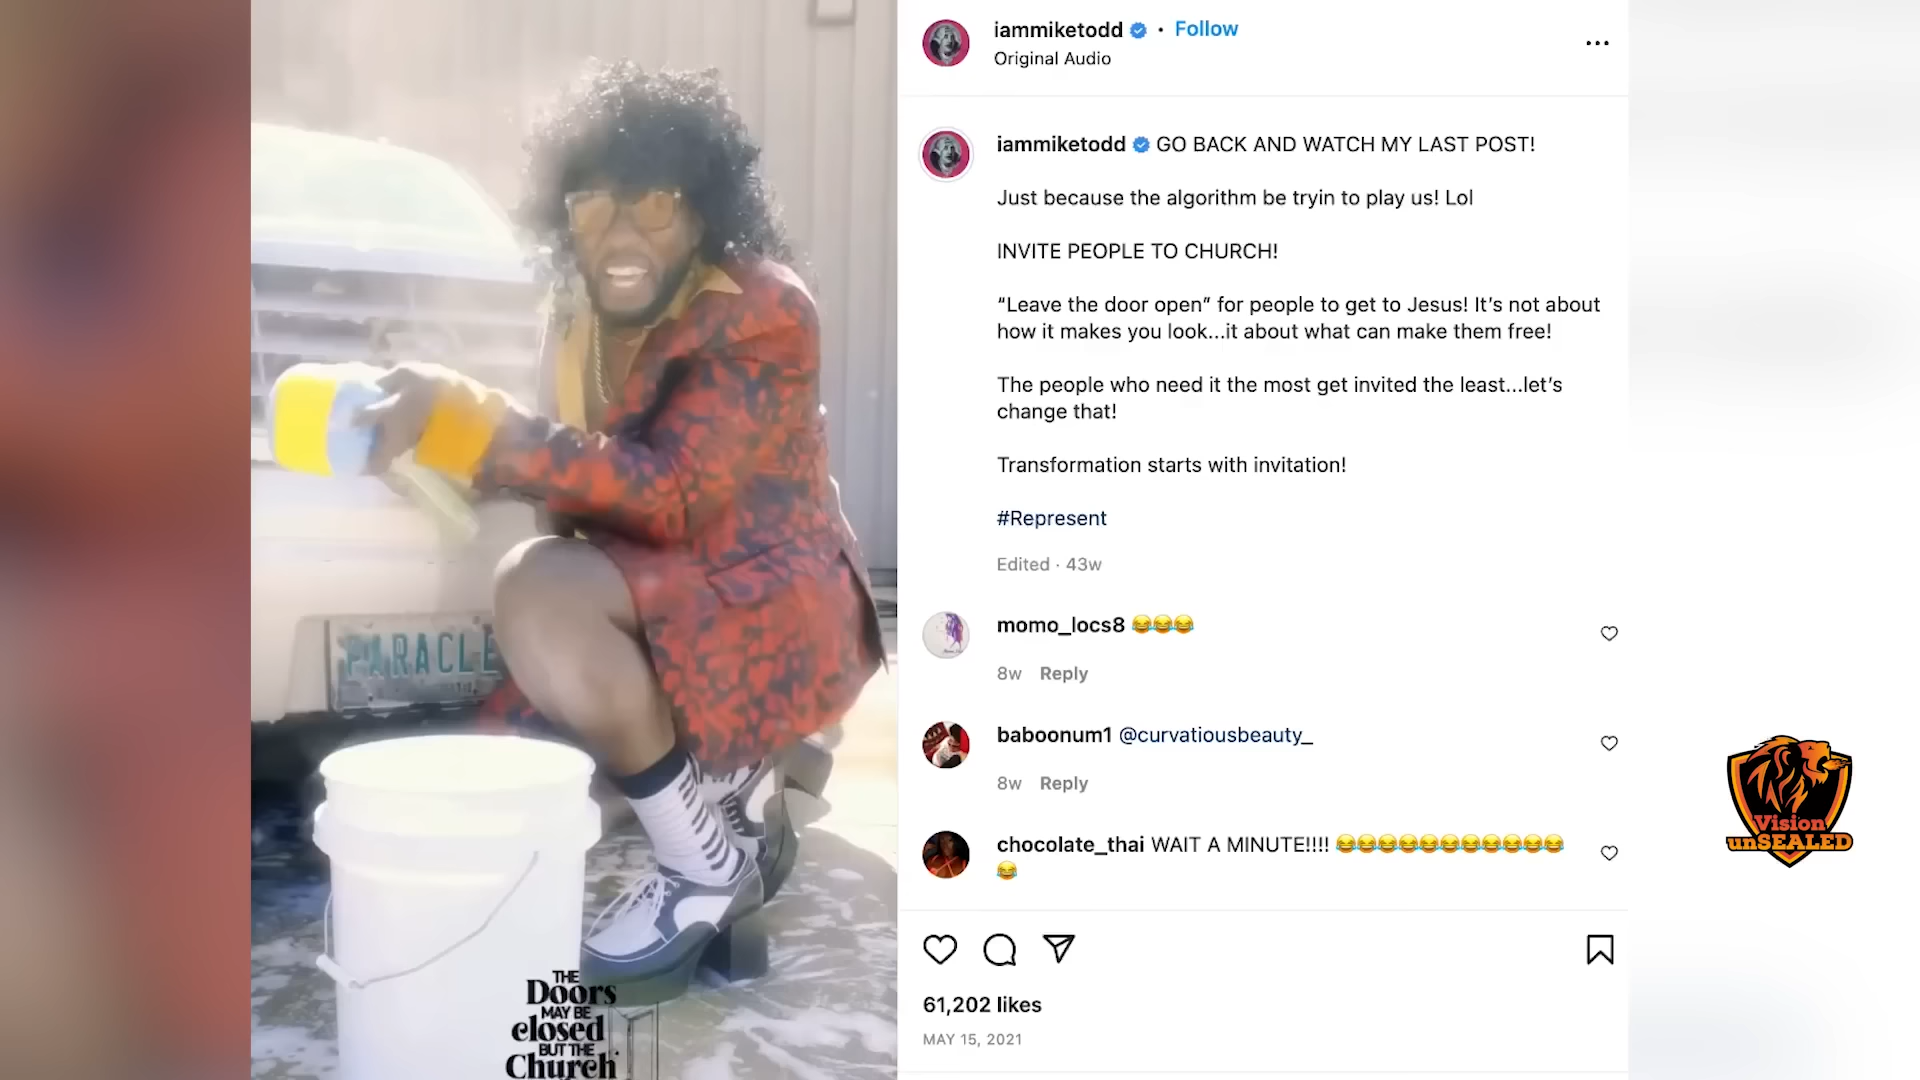 iammiketodd • Follow
Original Audio
iammiketodd GO BACK AND WATCH MY LAST POST!
Just because the algorithm be tryin to play us! Lol
INVITE PEOPLE TO CHURCH!
“Leave the door open” for people to get to Jesus! It’s not about
how it makes you look...it about what can make them free!
The people who need it the most get invited the least...let’s
change that!
Transformation starts with invitation!
#Represent
Edited · 43w
momo_locs8 😂😂😂
8w Reply
baboonum1 @curvatiousbeauty_
8w Reply
chocolate_thai WAIT A MINUTE!!!! 😂😂😂😂😂😂😂😂😂😂😂
😂
61,202 likes
MAY 15, 2021
PARACLE
THE
Doors
MAY BE
closed
BUT THE
Church
Vision
unSEALED